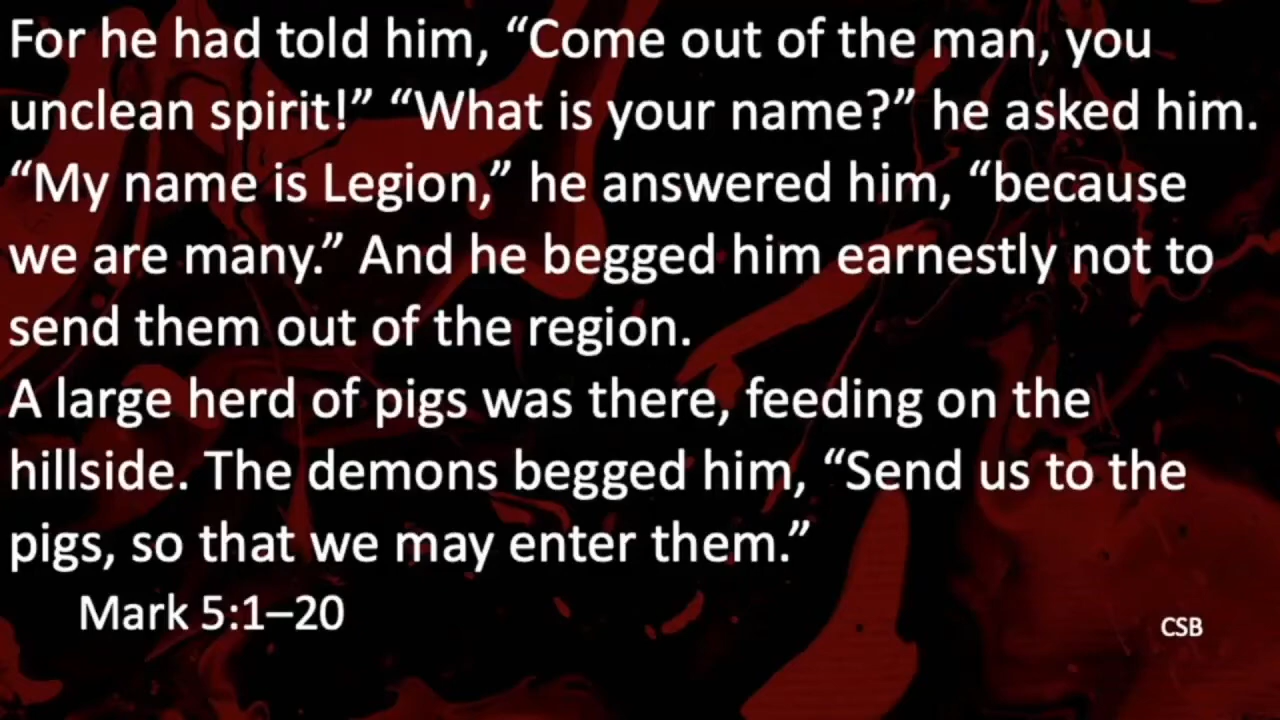 For he had told him, “Come out of the man, you
unclean spirit!” “What is your name?” he asked him.
“My name is Legion,” he answered him, “because
we are many.” And he begged him earnestly not to
send them out of the region.
A large herd of pigs was there, feeding on the
hillside. The demons begged him, “Send us to the
pigs, so that we may enter them.”
Mark 5:1–20
CSB